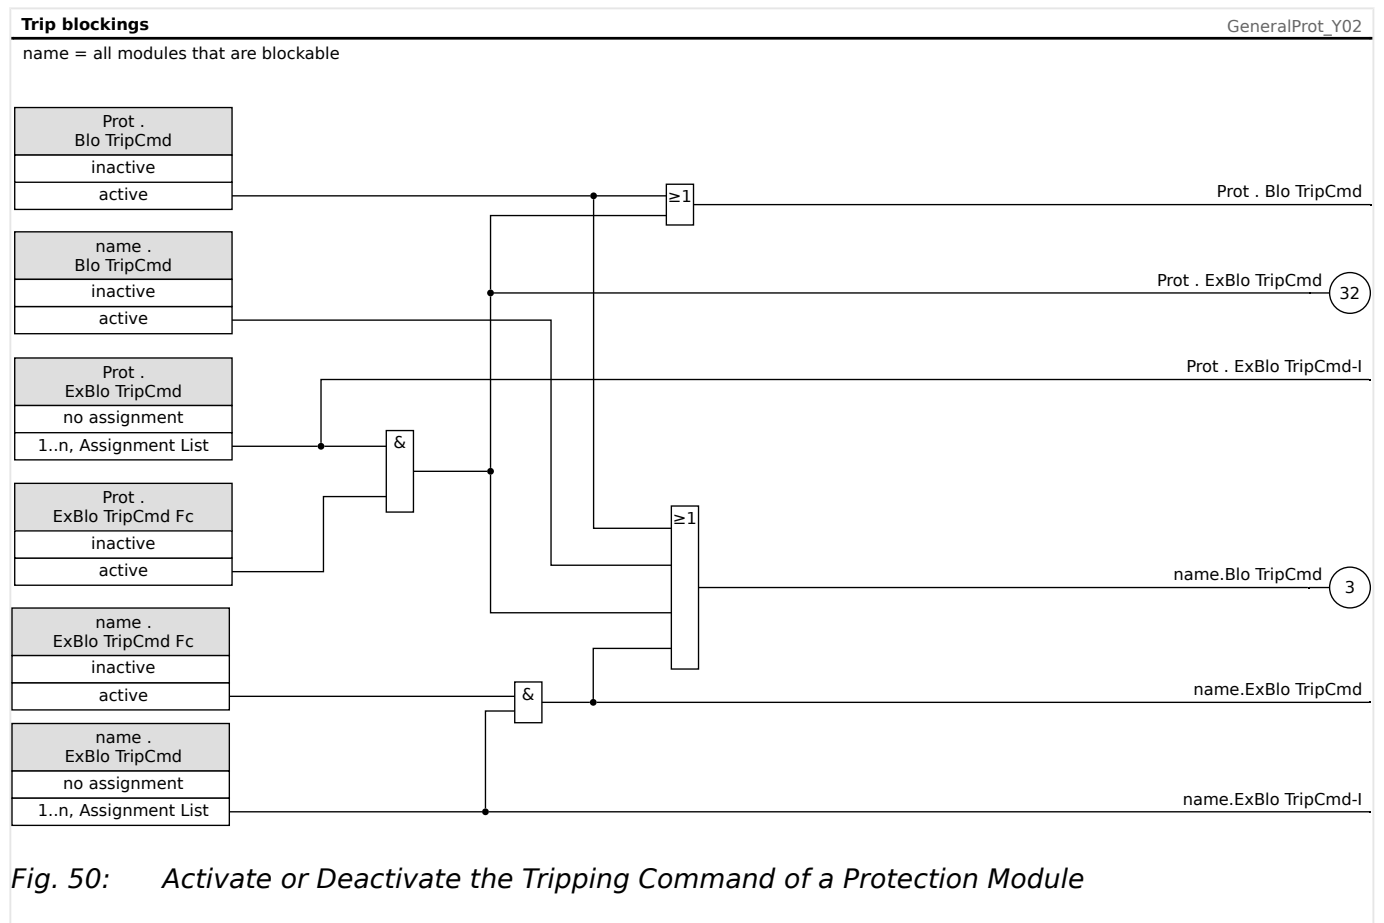 Trip blockings
GeneralProt_Y02
name = all modules that are blockable
Prot .
Blo TripCmd
inactive
active
≥1
Prot . Blo TripCmd
name .
Blo TripCmd
inactive
active
Prot . ExBlo TripCmd
32
Prot .
ExBlo TripCmd
no assignment
1..n, Assignment List
&
Prot . ExBlo TripCmd-I
Prot .
ExBlo TripCmd Fc
inactive
active
≥1
name.Blo TripCmd
3
name .
ExBlo TripCmd Fc
inactive
active
&
name.ExBlo TripCmd
name .
ExBlo TripCmd
no assignment
1..n, Assignment List
name.ExBlo TripCmd-I
Fig. 50: Activate or Deactivate the Tripping Command of a Protection Module